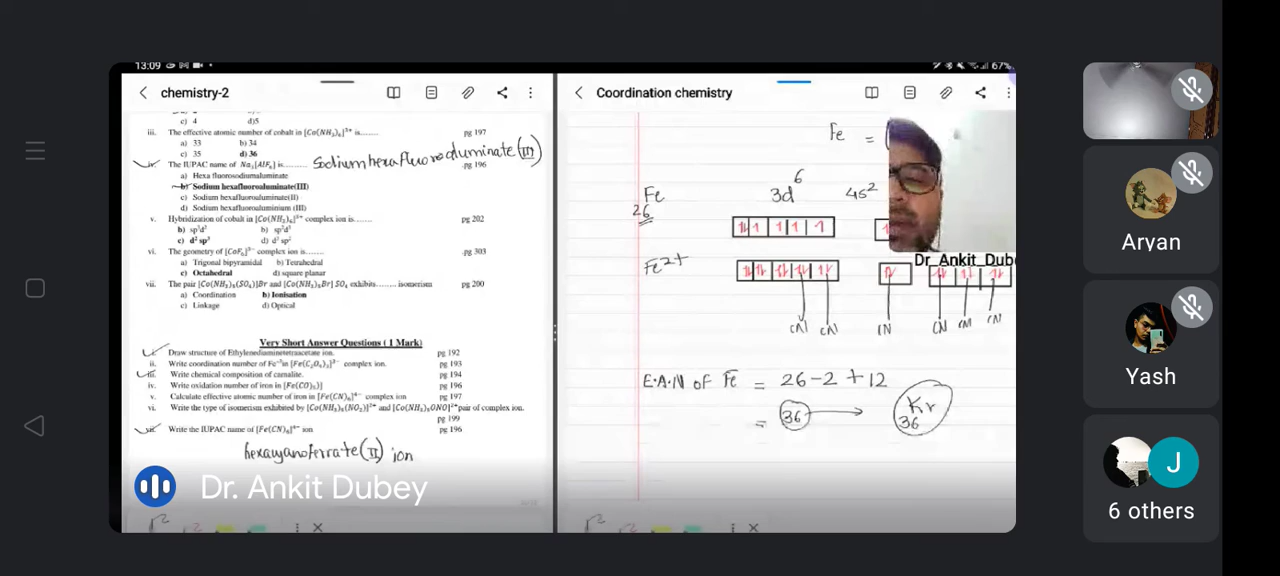 13:09
67%
chemistry-2
c) 4 d)5
iii. The effective atomic number of cobalt in [Co(NH3)6]3+ is....... pg 197
a) 33 b) 34
c) 35 d) 36
Sodiumhexafluoroaluminate(III)
iv. The IUPAC name of Na3[AlF6] is.......... pg 196
a) Hexa fluorosodiumaluminate
b) Sodium hexafluoroaluminate(III)
c) Sodium hexafluoroaluminate(II)
d) Sodium hexafluoroaluminium (III)
v. Hybridization of cobalt in [Co(NH3)6]3+ complex ion is....... pg 202
b) sp3d2 b) sp3d3
c) d2 sp3 d) d2 sp2
vi. The geometry of [CoF6]3- complex ion is....... pg 303
a) Trigonal bipyramidal b) Tetrahedral
c) Octahedral d) square planar
vii. The pair [Co(NH3)5(SO4)]Br and [Co(NH3)5Br] SO4 exhibits........ isomerism pg 200
a) Coordination b) Ionisation
c) Linkage d) Optical
Very Short Answer Questions ( 1 Mark)
i. Draw structure of Ethylenediaminetetraacetate ion. pg 192
ii. Write coordination number of in [Fe(C2O4)3]3- complex ion. pg 193
iii. Write chemical composition of carnalite. pg 194
iv. Write oxidation number of iron in [Fe(CO)5] pg 196
v. Calculate effective atomic number of iron in [Fe(CN)6]4- complex ion pg 197
vi. Write the type of isomerism exhibited by [Co(NH3)5(NO2)]2+ and [Co(NH3)5ONO]2+ pair of complex ion.
pg 199
vii. Write the IUPAC name of [Fe(CN)6]4- ion pg 196
hexacyanoferrate(II) ion
Dr. Ankit Dubey
Coordination chemistry
Fe =
Fe 3d6 4s2
26
Fe2+
CN CN CN CN CN CN
E.A.N of Fe = 26-2 + 12
= 36 Kr
36
Dr_Ankit_Dube
Aryan
Yash
J
6 others